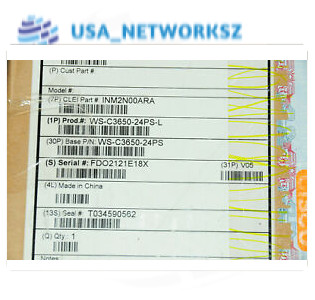 USA_NETWORKSZ
(P) Cust Part #
Model #:
(7P) CLEI Part # INM2N00ARA
(1P) Prod.#: WS-C3650-24PS-L
(30P) Base P/N: WS-C3650-24PS
(S) Serial #: FDO2121E18X (31P) V05
(4L) Made in China
(13S) Seal # T034590562
(Q) Qty: 1
Notes